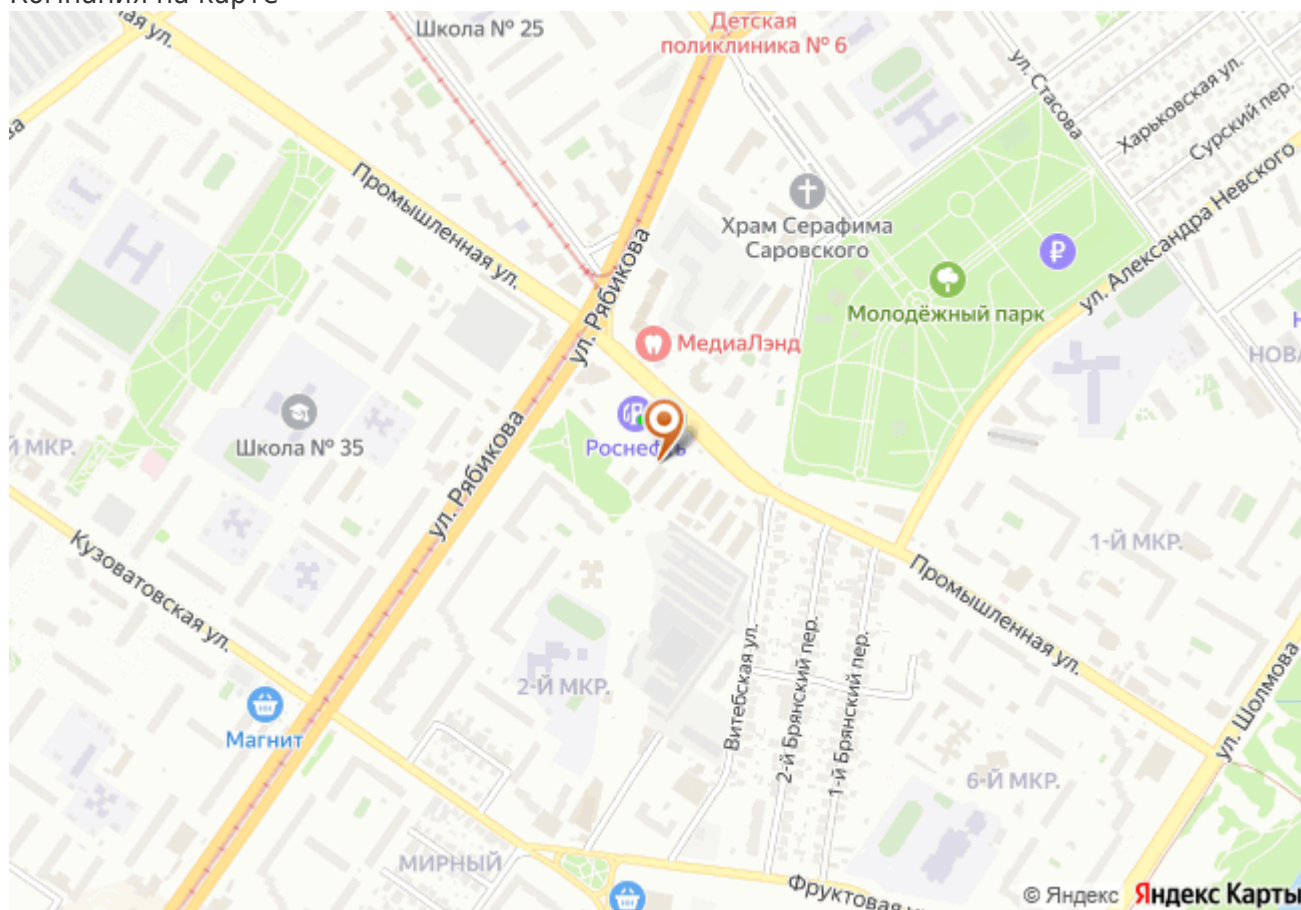 Компания на карте
Школа № 25
Детская
поликлиника № 6
ул. Стасова
Харьковская ул.
Сурский пер.
Промышленная ул.
ул. Рябикова
Храм Серафима
Саровского
ул. Александра Невского
Молодёжный парк
МедиаЛэнд
Школа № 35
Роснефть
ул. Рябикова
1-Й МКР.
Кузоватовская ул.
Промышленная ул.
2-Й МКР.
Витебская ул.
2-й Брянский пер.
1-й Брянский пер.
ул. Шолмова
Магнит
6-Й МКР.
МИРНЫЙ
© Яндекс Яндекс Карты